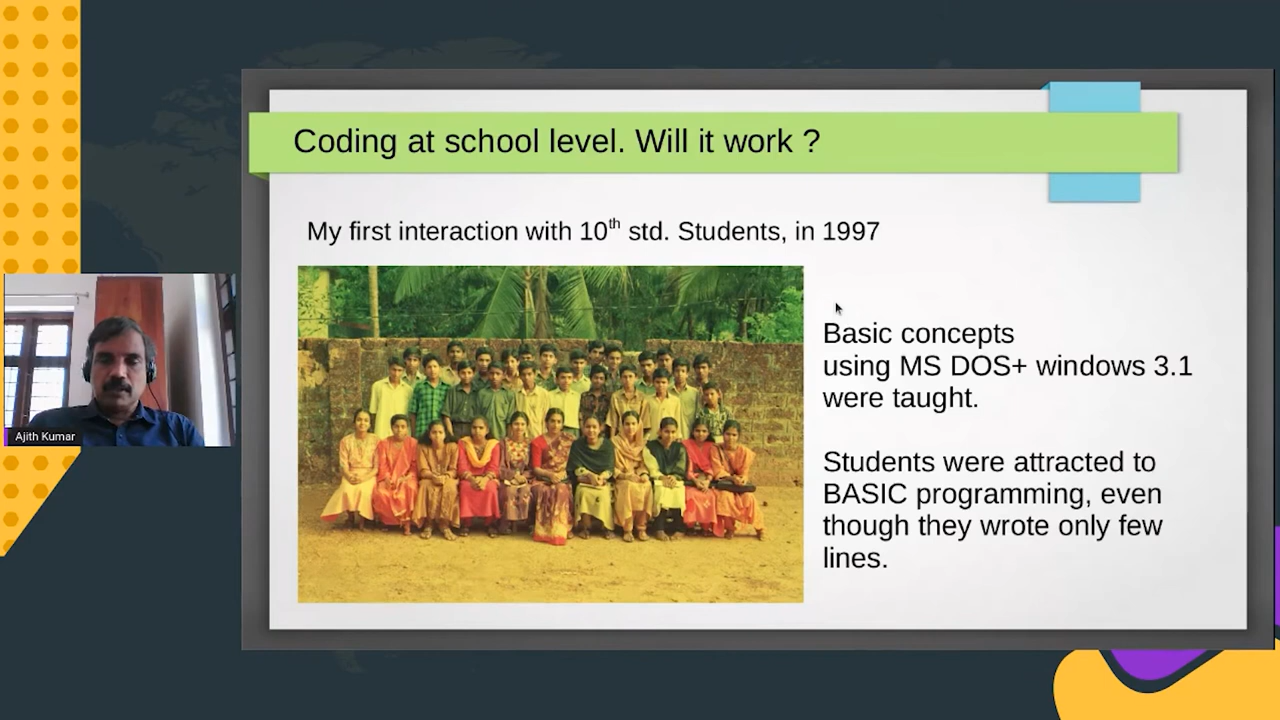 Coding at school level. Will it work ?
My first interaction with 10th std. Students, in 1997
Basic concepts
using MS DOS+ windows 3.1
were taught.
Students were attracted to
BASIC programming, even
though they wrote only few
lines.
Ajith Kumar